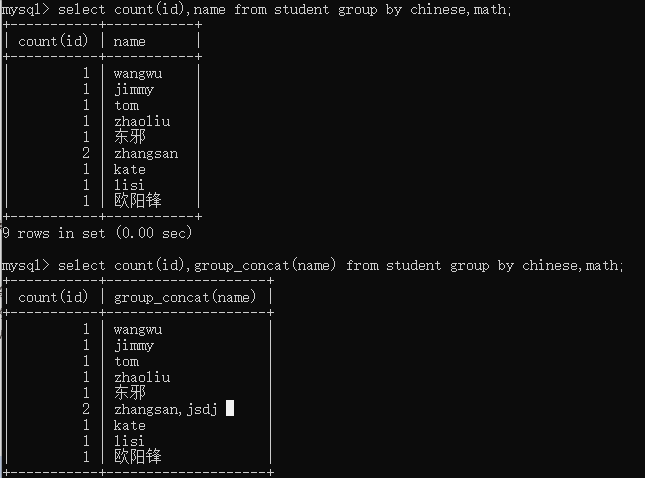 mysql> select count(id),name from student group by chinese,math;
+-----------+----------+
| count(id) | name     |
+-----------+----------+
|         1 | wangwu   |
|         1 | jimmy    |
|         1 | tom      |
|         1 | zhaoliu  |
|         1 | 东邪     |
|         2 | zhangsan |
|         1 | kate     |
|         1 | lisi     |
|         1 | 欧阳锋   |
+-----------+----------+
9 rows in set (0.00 sec)
mysql> select count(id),group_concat(name) from student group by chinese,math;
+-----------+--------------------+
| count(id) | group_concat(name) |
+-----------+--------------------+
|         1 | wangwu             |
|         1 | jimmy              |
|         1 | tom                |
|         1 | zhaoliu            |
|         1 | 东邪               |
|         2 | zhangsan,jsdj      |
|         1 | kate               |
|         1 | lisi               |
|         1 | 欧阳锋             |
+-----------+--------------------+